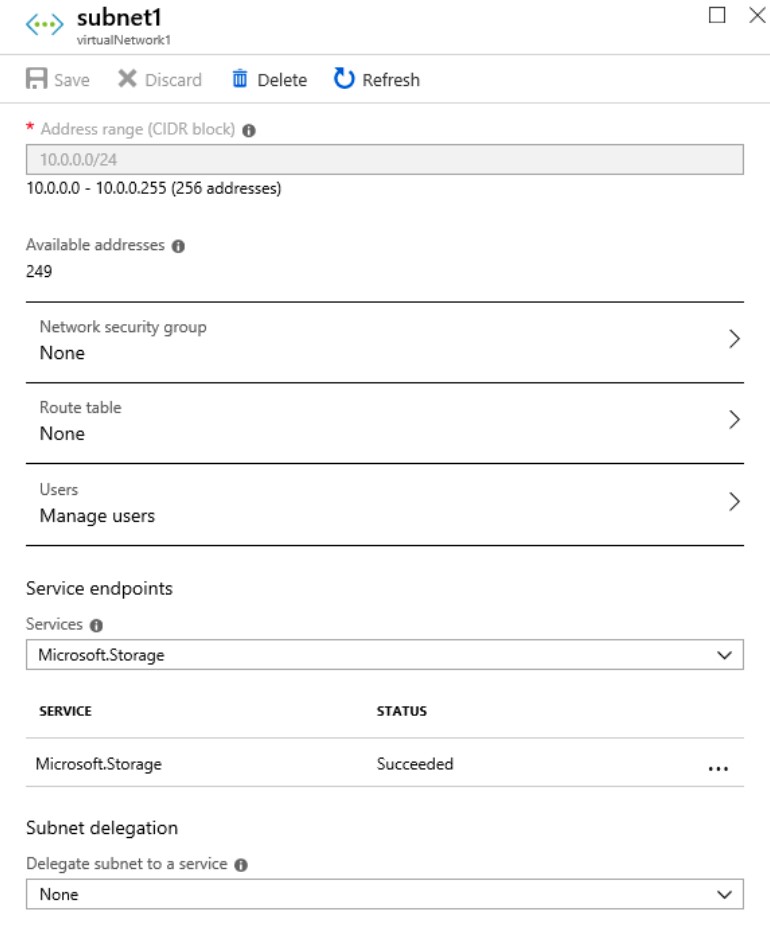 subnet1
virtualNetwork1
Save Discard Delete Refresh
* Address range (CIDR block)
10.0.0.0/24
10.0.0.0 - 10.0.0.255 (256 addresses)
Available addresses
249
Network security group
None
Route table
None
Users
Manage users
Service endpoints
Services
Microsoft.Storage
SERVICE STATUS
Microsoft.Storage Succeeded ...
Subnet delegation
Delegate subnet to a service
None